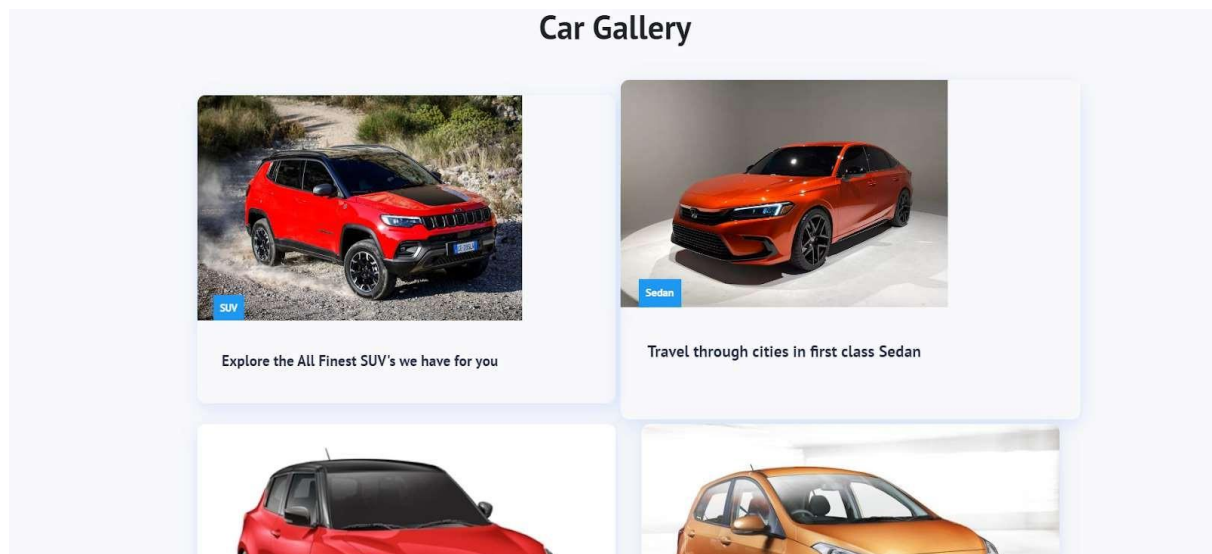 Car Gallery
SUV
Explore the All Finest SUV's we have for you
Sedan
Travel through cities in first class Sedan